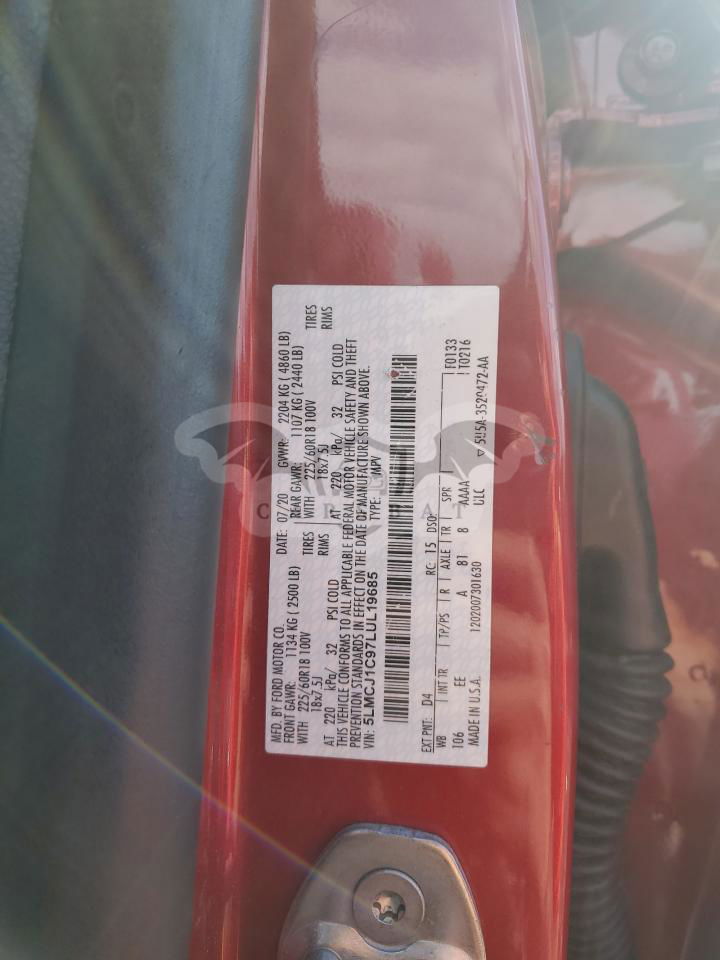 MFD. BY FORD MOTOR CO.
DATE: 07/20 GVWR: 2204 KG ( 4860 LB)
FRONT GAWR: 1134 KG ( 2500 LB)
REAR GAWR: 1107 KG ( 2440 LB)
WITH 225/60R18 100V TIRES
WITH 225/60R18 100V TIRES
18x7.5J RIMS
18x7.5J RIMS
AT 220 kPa/ 32 PSI COLD
AT 220 kPa/ 32 PSI COLD
THIS VEHICLE CONFORMS TO ALL APPLICABLE FEDERAL MOTOR VEHICLE SAFETY AND THEFT
PREVENTION STANDARDS IN EFFECT ON THE DATE OF MANUFACTURE SHOWN ABOVE.
VIN: 5LMCJ1C97LUL19685
TYPE: MPV
EXT PNT: D4 RC: 15 DSO: F0133
WB INT TR TP/PS R AXLE TR SPR T0216
106 EE A 81 8 AAAA
MADE IN U.S.A. 1202007301630 ULC